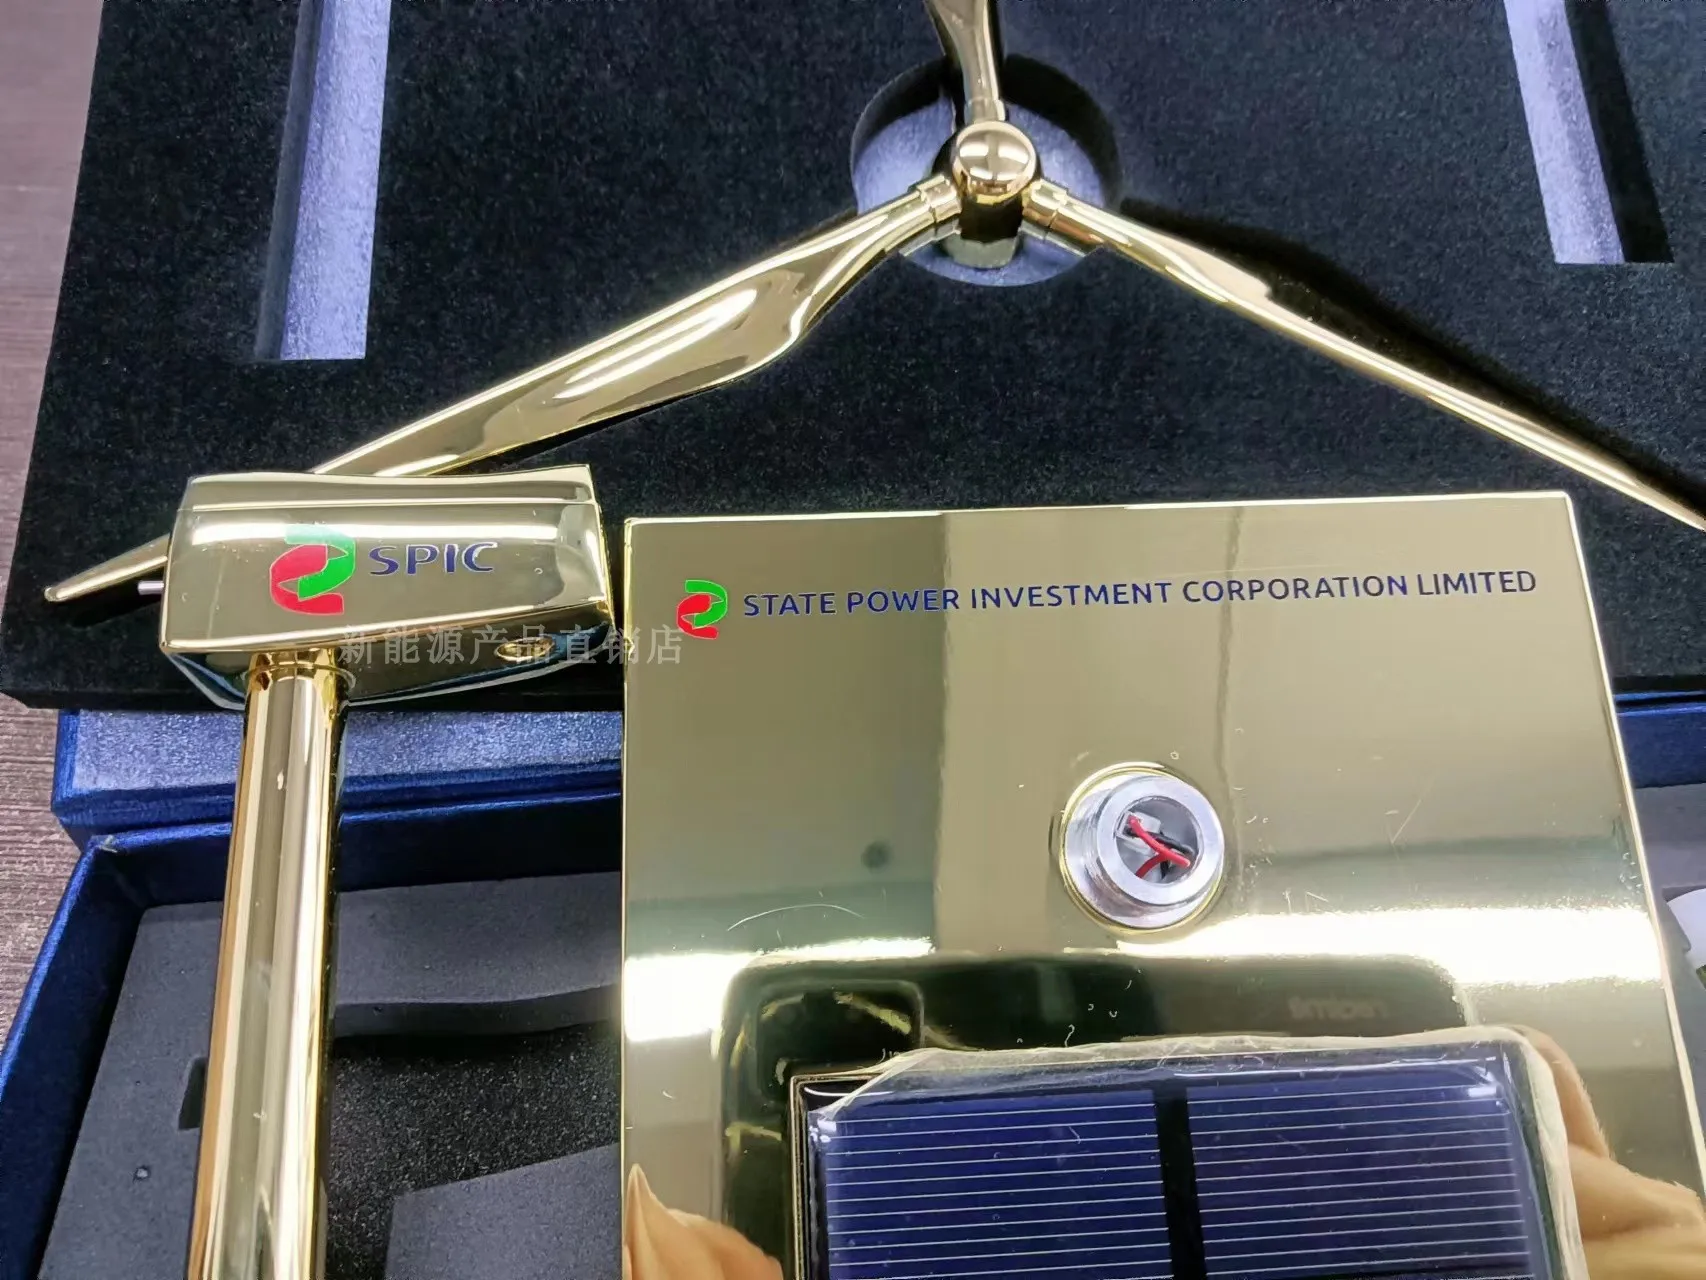 SPIC
STATE POWER INVESTMENT CORPORATION LIMITED
新能源产品直销店